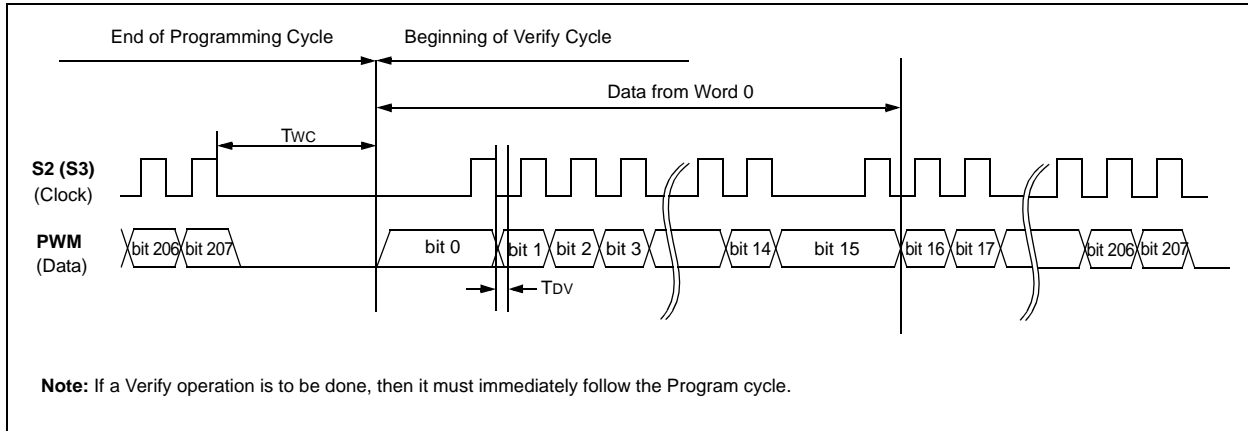 End of Programming Cycle
Beginning of Verify Cycle
Data from Word 0
TWC
S2 (S3)
(Clock)
PWM
(Data)
bit 206
bit 207
bit 0
bit 1
bit 2
bit 3
bit 14
bit 15
bit 16
bit 17
bit 206
bit 207
TDV
Note: If a Verify operation is to be done, then it must immediately follow the Program cycle.